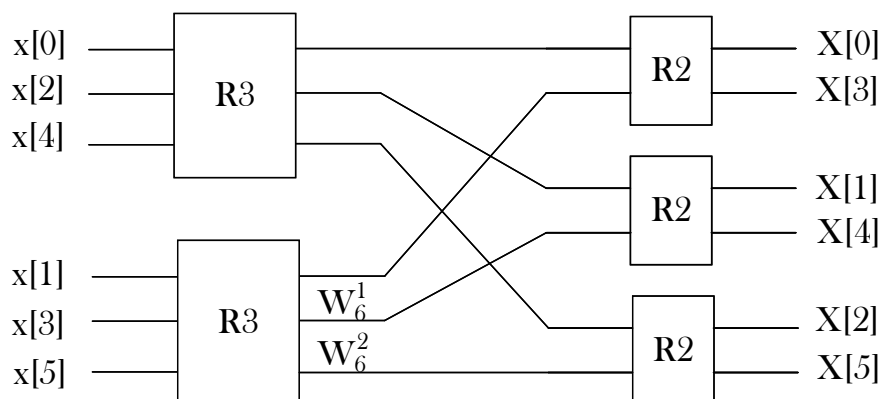 x[0]
x[2]
x[4]
R3
R2
X[0]
X[3]
R2
X[1]
X[4]
x[1]
x[3]
x[5]
R3
W_6^1
W_6^2
R2
X[2]
X[5]